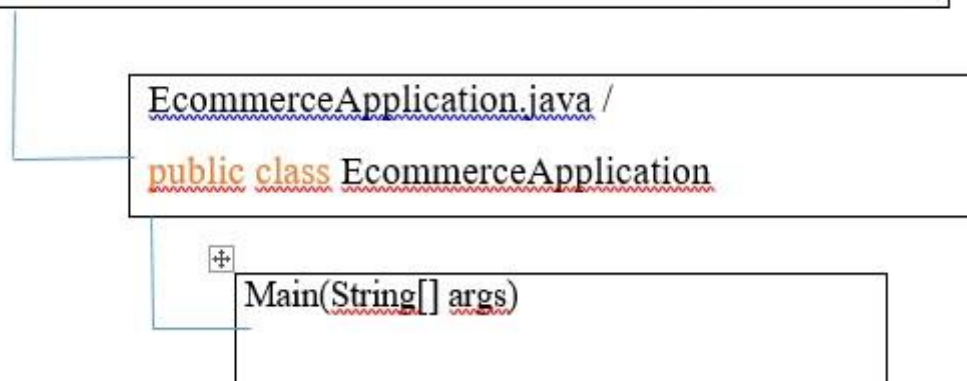 EcommerceApplication.java /
public class EcommerceApplication
Main(String[] args)